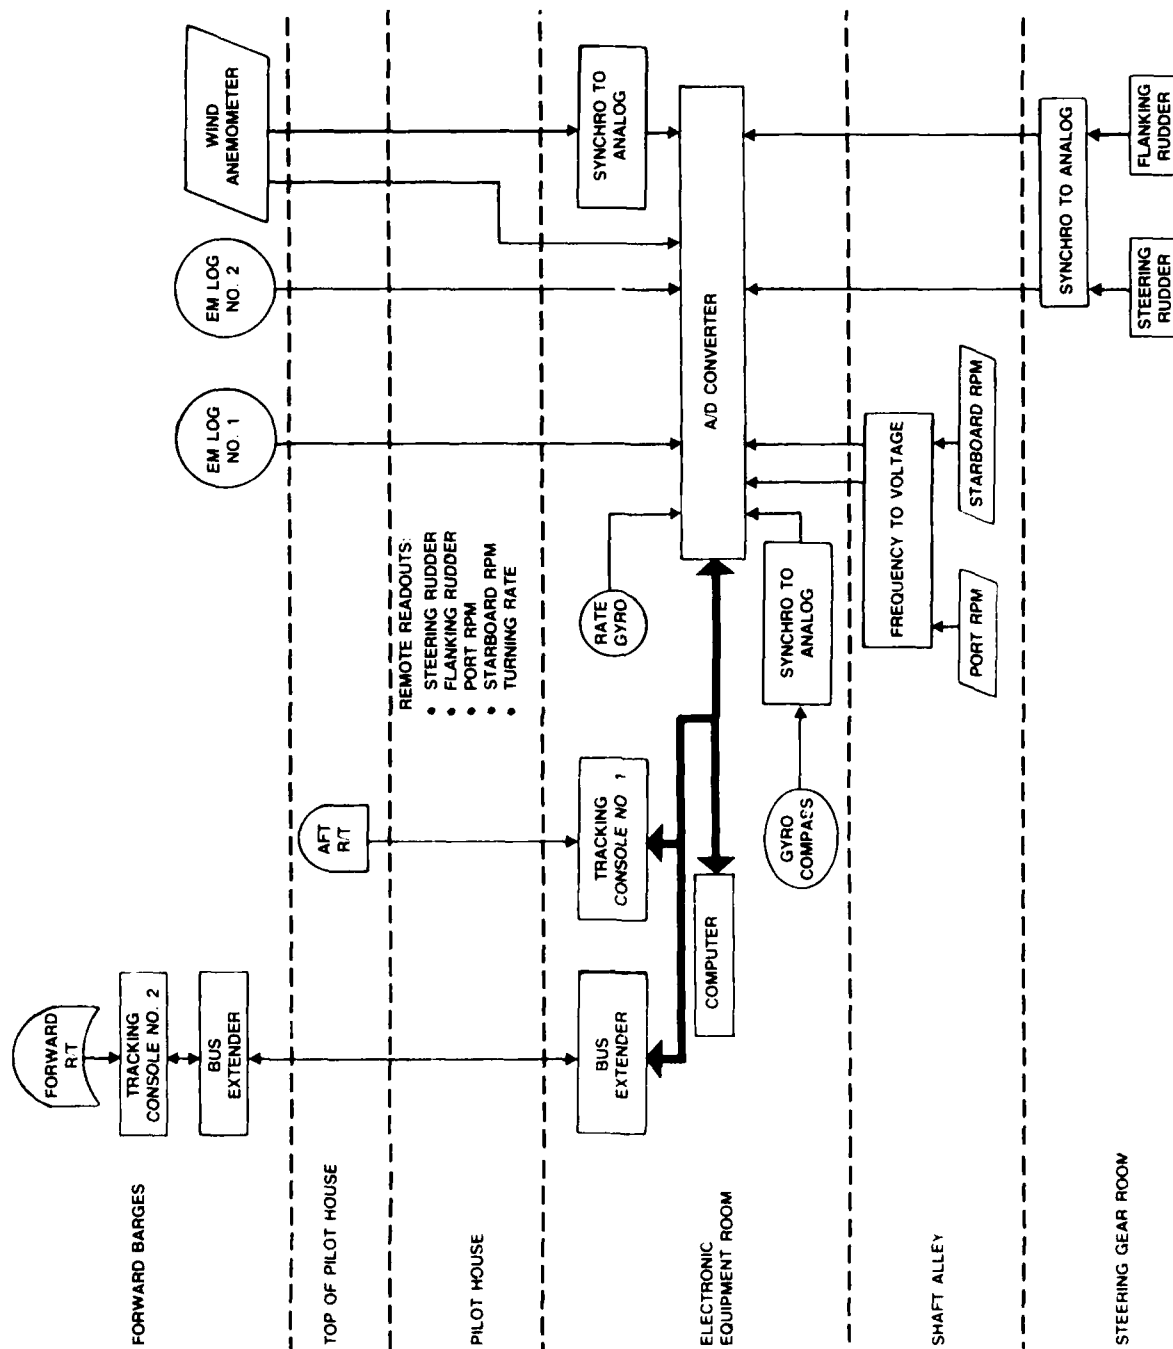 FORWARD BARGES
FORWARD
R/T
TRACKING
CONSOLE NO. 2
BUS
EXTENDER
EM LOG
NO. 1
EM LOG
NO. 2
WIND
ANEMOMETER
TOP OF PILOT HOUSE
AFT
R/T
PILOT HOUSE
REMOTE READOUTS:
• STEERING RUDDER
• FLANKING RUDDER
• PORT RPM
• STARBOARD RPM
• TURNING RATE
ELECTRONIC
EQUIPMENT ROOM
BUS
EXTENDER
TRACKING
CONSOLE NO 1
RATE
GYRO
SYNCHRO TO
ANALOG
COMPUTER
A/D CONVERTER
GYRO
COMPASS
SYNCHRO TO
ANALOG
SHAFT ALLEY
FREQUENCY TO VOLTAGE
PORT RPM
STARBOARD RPM
STEERING GEAR ROOM
SYNCHRO TO ANALOG
STEERING
RUDDER
FLANKING
RUDDER